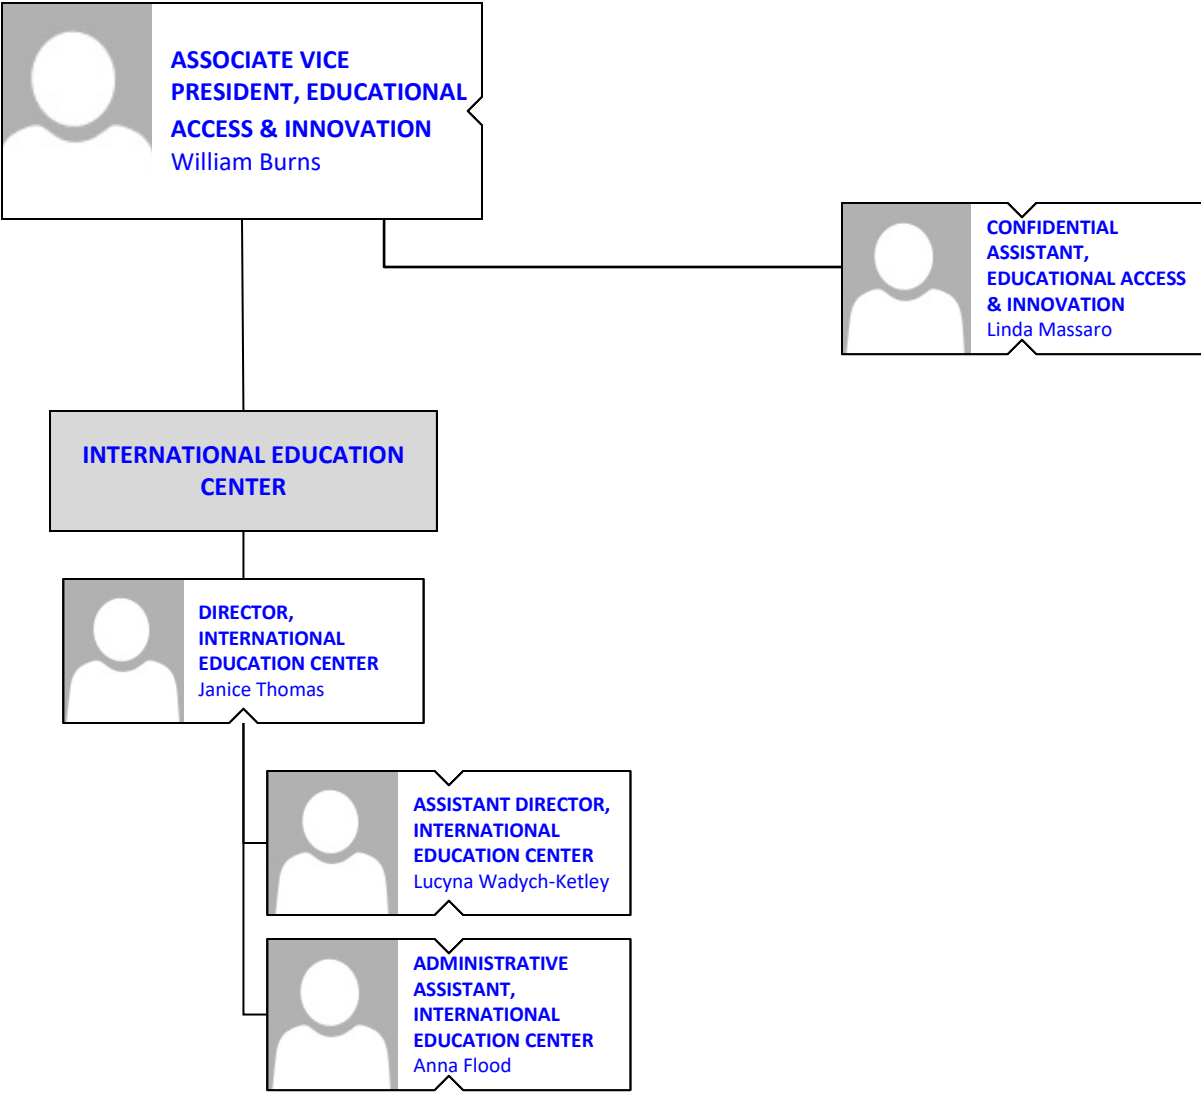 ASSOCIATE VICE
PRESIDENT, EDUCATIONAL
ACCESS & INNOVATION
William Burns
CONFIDENTIAL
ASSISTANT,
EDUCATIONAL ACCESS
& INNOVATION
Linda Massaro
INTERNATIONAL EDUCATION
CENTER
DIRECTOR,
INTERNATIONAL
EDUCATION CENTER
Janice Thomas
ASSISTANT DIRECTOR,
INTERNATIONAL
EDUCATION CENTER
Lucyna Wadych-Ketley
ADMINISTRATIVE
ASSISTANT,
INTERNATIONAL
EDUCATION CENTER
Anna Flood